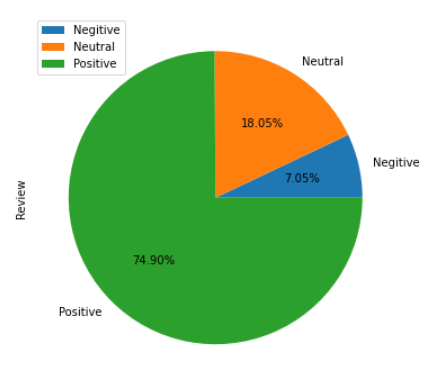 Negitive
Neutral
Positive
Neutral
18.05%
Negitive
7.05%
Review
74.90%
Positive